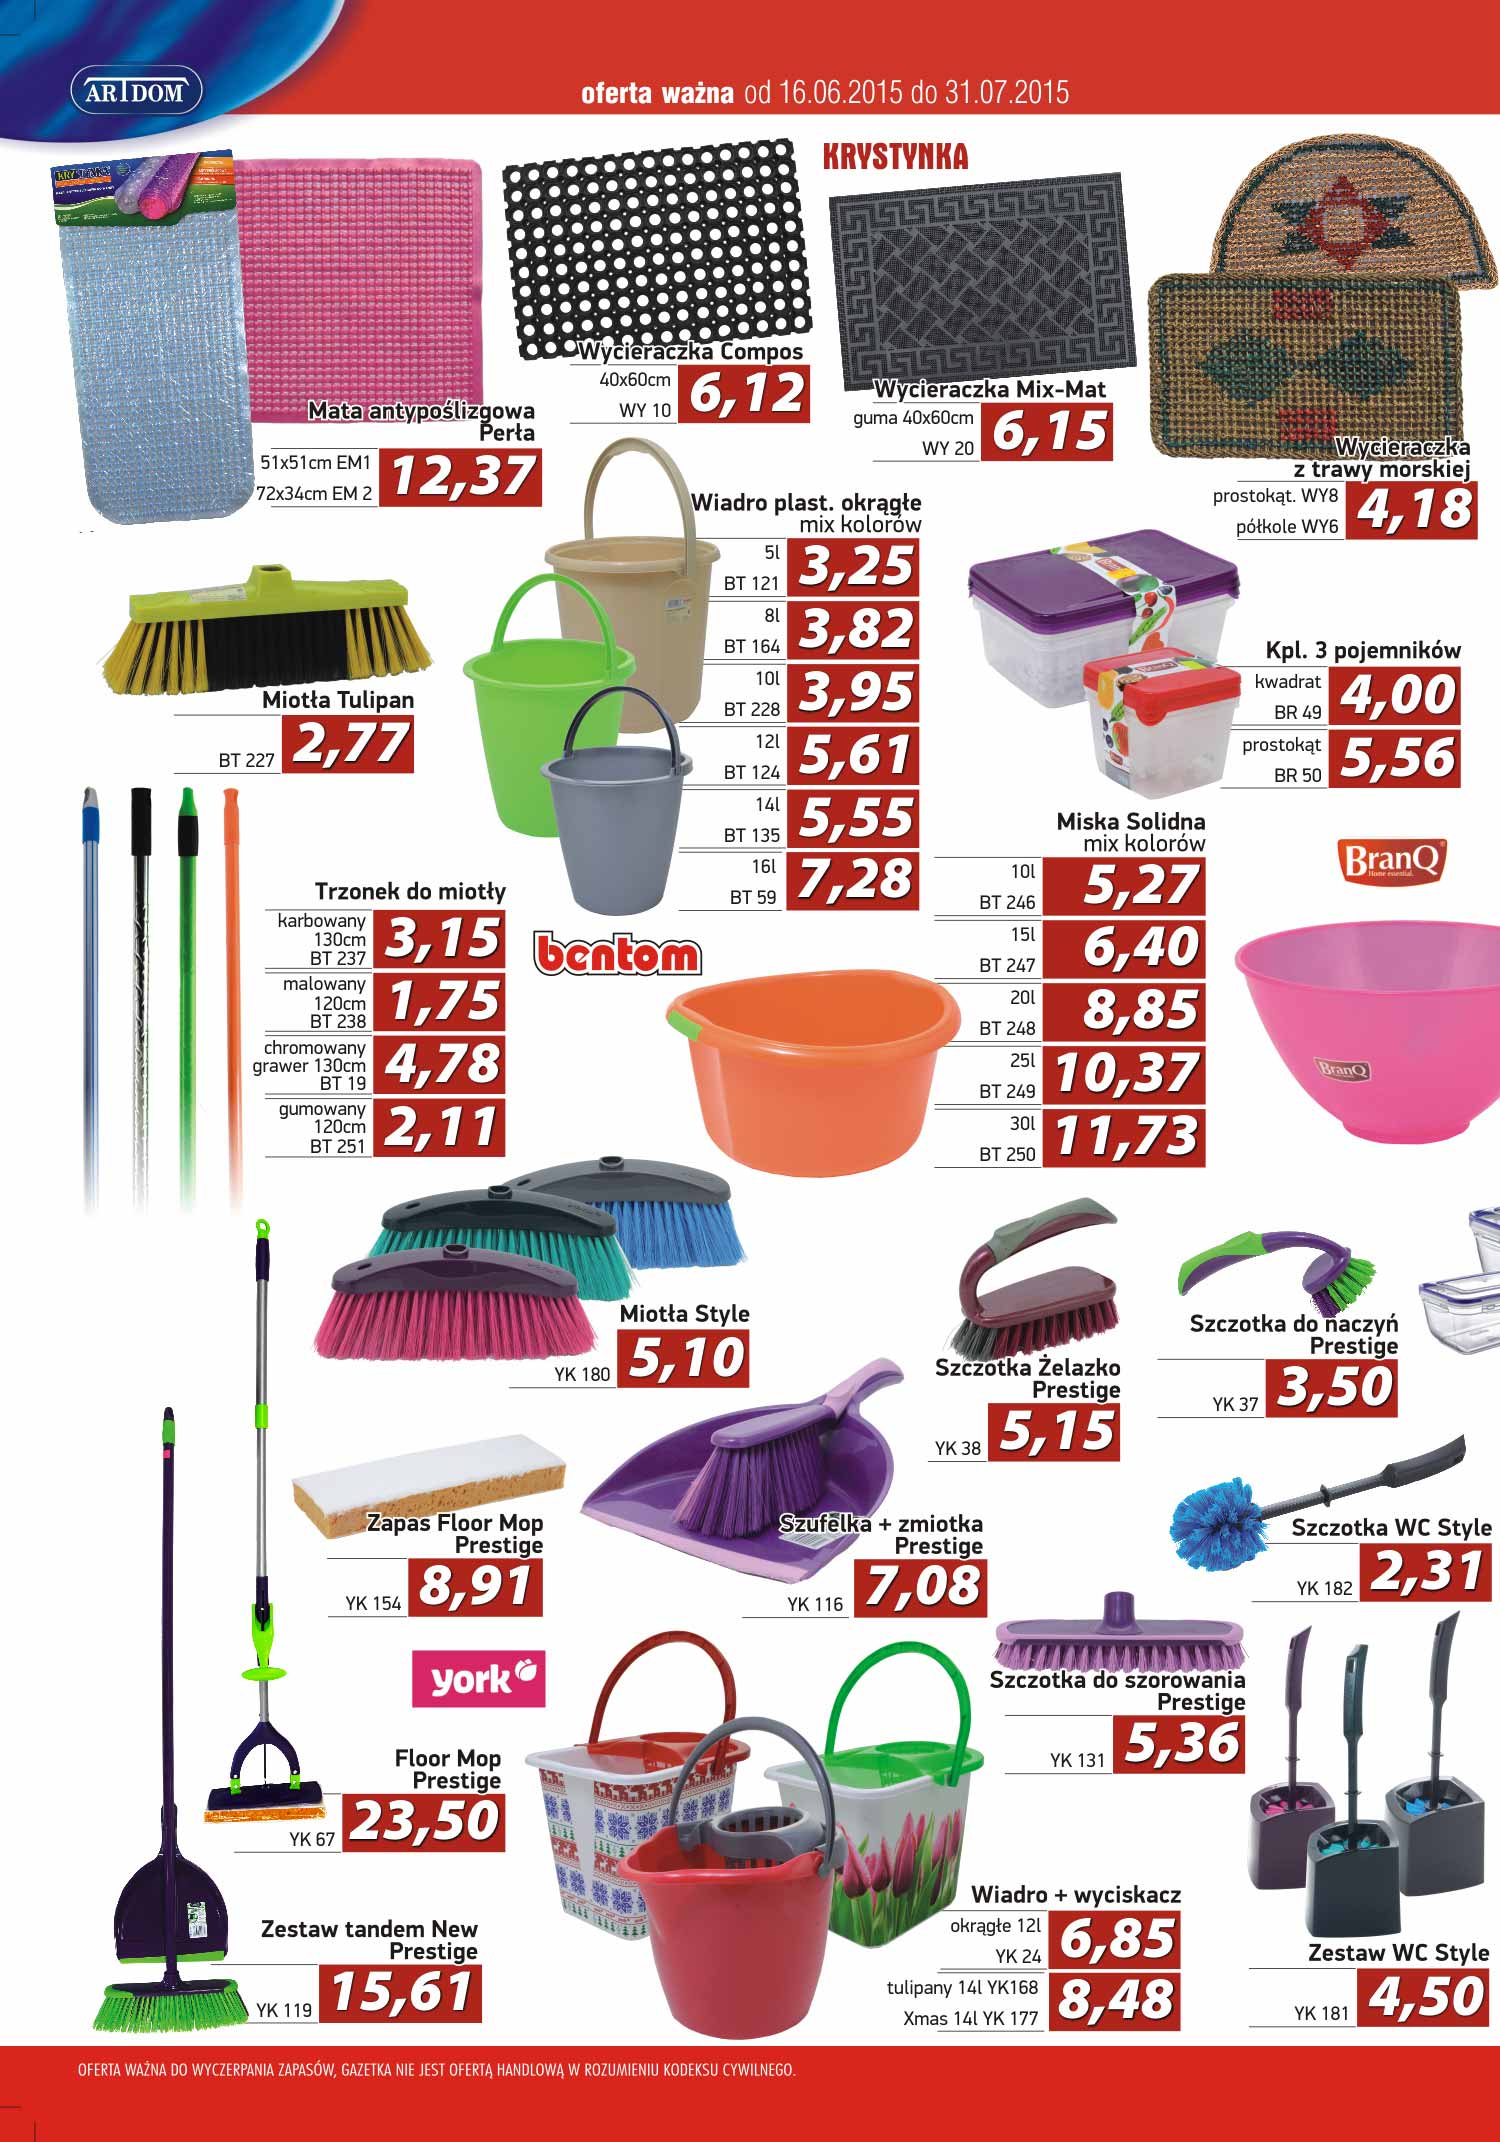 ARTDOM
oferta ważna od 16.06.2015 do 31.07.2015
KRYSTYNKA
Wycieraczka Compos
40x60cm
WY 10
6,12
Wycieraczka Mix-Mat
guma 40x60cm
WY 20
6,15
Mata antypoślizgowa
Perła
51x51cm EM1
72x34cm EM 2
12,37
Wycieraczka
z trawy morskiej
prostokąt. WY8
półkole WY6
4,18
Wiadro plast. okrągłe
mix kolorów
5l
BT 121
3,25
8l
BT 164
3,82
10l
BT 228
3,95
12l
BT 124
5,61
14l
BT 135
5,55
16l
BT 59
7,28
Miotła Tulipan
BT 227
2,77
BranQ
Kpl. 3 pojemników
kwadrat
BR 49
4,00
prostokąt
BR 50
5,56
Trzonek do miotły
karbowany
130cm
BT 237
3,15
malowany
120cm
BT 238
1,75
chromowany
grawer 130cm
BT 19
4,78
gumowany
120cm
BT 251
2,11
bentom
Miska Solidna
mix kolorów
10l
BT 246
5,27
15l
BT 247
6,40
20l
BT 248
8,85
25l
BT 249
10,37
30l
BT 250
11,73
BranQ
Home essential.
BranQ
Miotła Style
YK 180
5,10
Szczotka Żelazko
Prestige
YK 38
5,15
Szczotka do naczyń
Prestige
YK 37
3,50
Zapas Floor Mop
Prestige
YK 154
8,91
Szufelka + zmiotka
Prestige
YK 116
7,08
Szczotka WC Style
YK 182
2,31
york
Szczotka do szorowania
Prestige
YK 131
5,36
Floor Mop
Prestige
YK 67
23,50
Zestaw tandem New
Prestige
YK 119
15,61
Wiadro + wyciskacz
okrągłe 12l
YK 24
6,85
tulipany 14l YK168
Xmas 14l YK 177
8,48
Zestaw WC Style
YK 181
4,50
OFERTA WAŻNA DO WYCZERPANIA ZAPASÓW, GAZETKA NIE JEST OFERTĄ HANDLOWĄ W ROZUMIENIU KODEKSU CYWILNEGO.